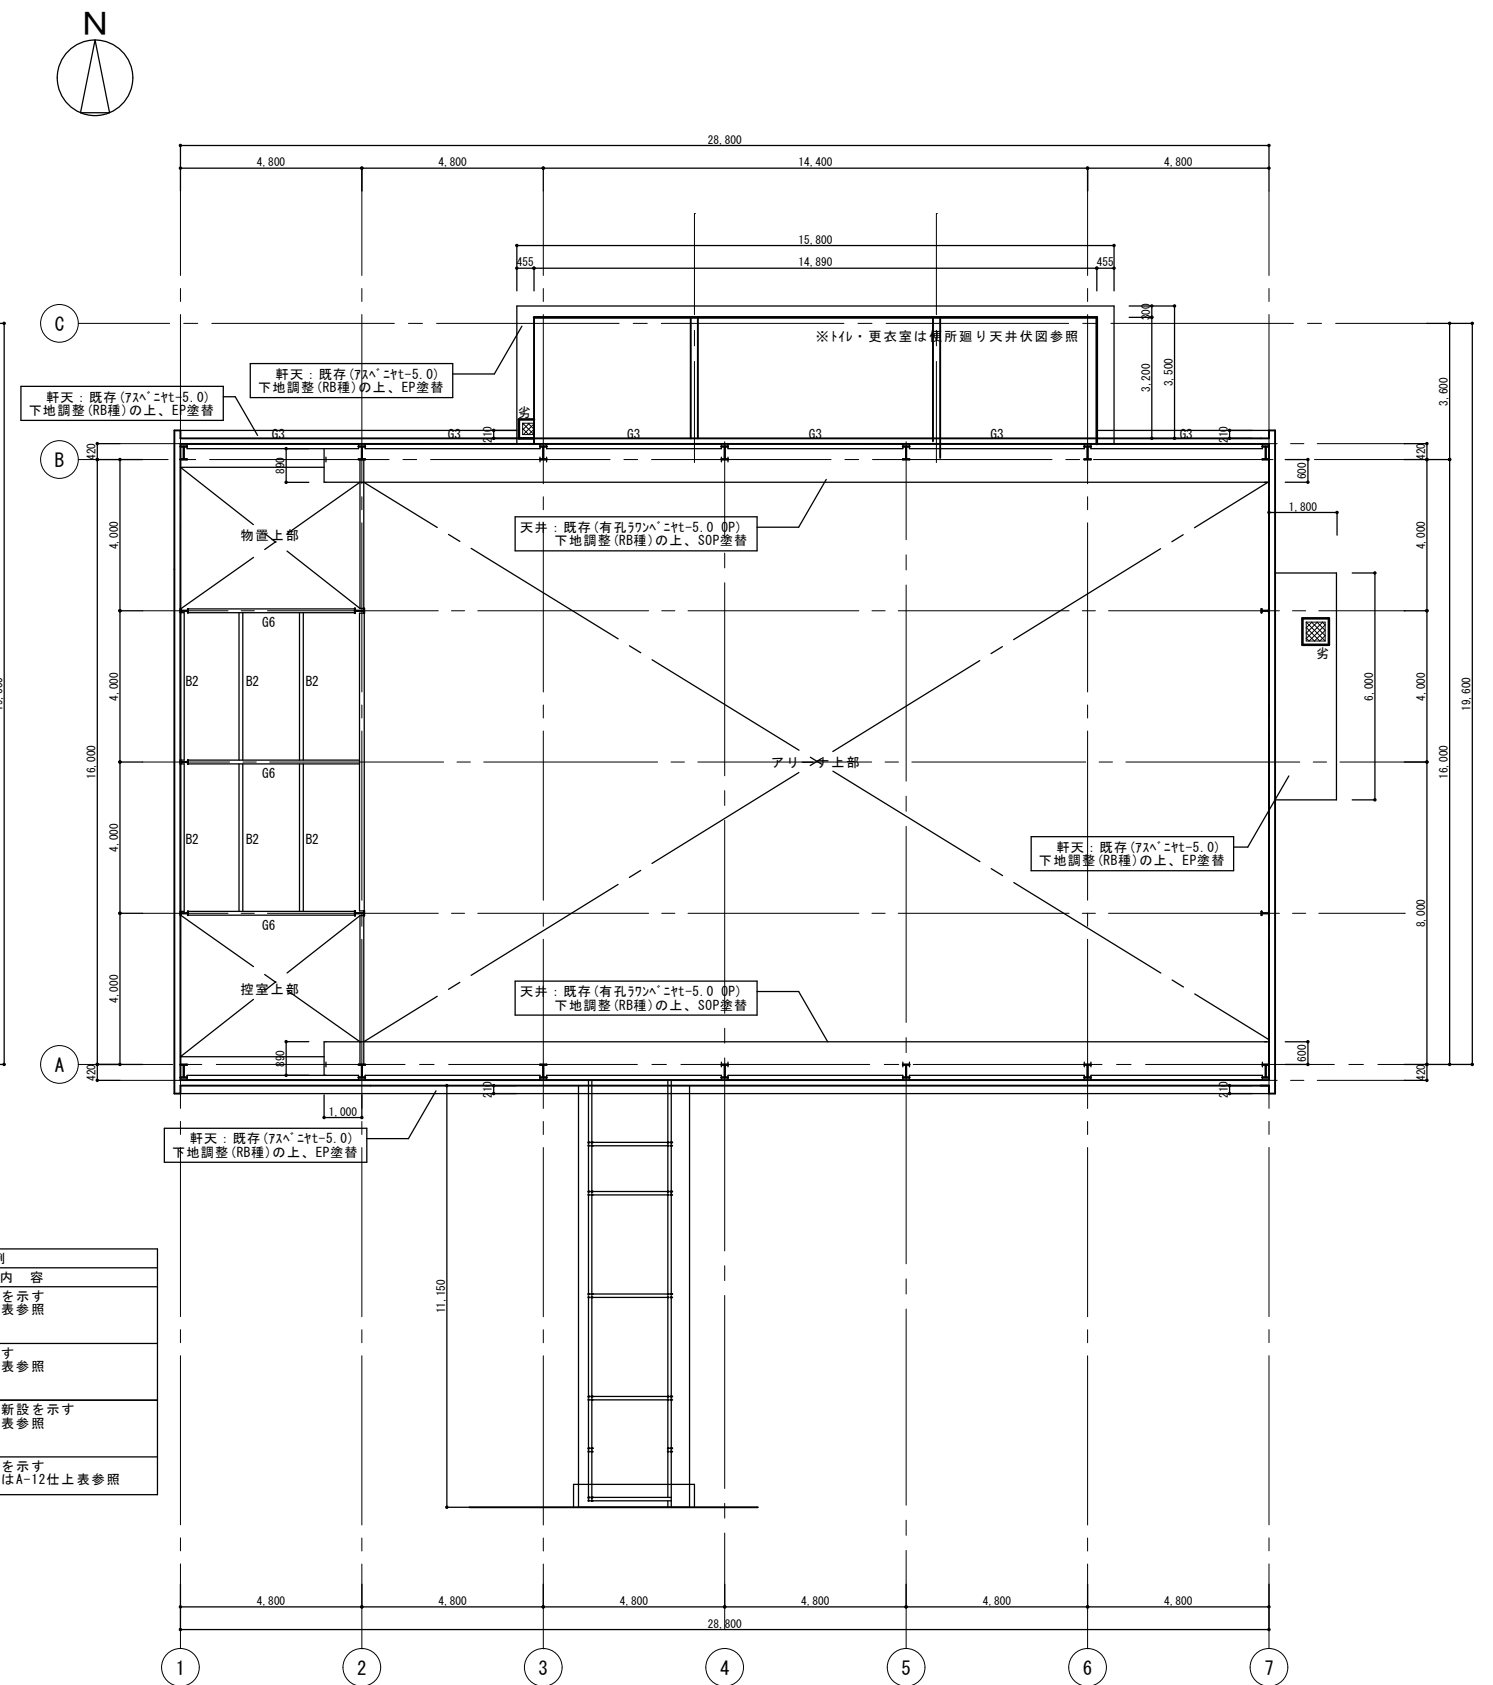 N
28,800
4,800
4,800
14,400
4,800
15,800
455
14,890
455
C
※ﾄｲﾚ・更衣室は便所廻り天井伏図参照
300
3,200
3,500
3,600
軒天：既存(ｱｽﾍﾞﾆﾔt-5.0)
下地調整(RB種)の上、EP塗替
軒天：既存(ｱｽﾍﾞﾆﾔt-5.0)
下地調整(RB種)の上、EP塗替
劣
G3
G3
210
G3
G3
G3
G3
210
B
420
890
420
600
1,800
天井：既存(有孔ﾗﾜﾝﾍﾞﾆﾔt-5.0 OP)
下地調整(RB種)の上、SOP塗替
物置上部
4,000
4,000
G6
劣
B2
B2
B2
4,000
4,000
6,000
19,600
16,000
16,000
G6
アリーナ上部
B2
B2
B2
4,000
軒天：既存(ｱｽﾍﾞﾆﾔt-5.0)
下地調整(RB種)の上、EP塗替
G6
8,000
控室上部
4,000
天井：既存(有孔ﾗﾜﾝﾍﾞﾆﾔt-5.0 OP)
下地調整(RB種)の上、SOP塗替
A
420
890
600
420
210
210
1,000
軒天：既存(ｱｽﾍﾞﾆﾔt-5.0)
下地調整(RB種)の上、EP塗替
11,150
内 容
を示す
表参照
す
表参照
新設を示す
表参照
を示す
はA-12仕上表参照
4,800
4,800
4,800
4,800
4,800
4,800
28,800
1
2
3
4
5
6
7